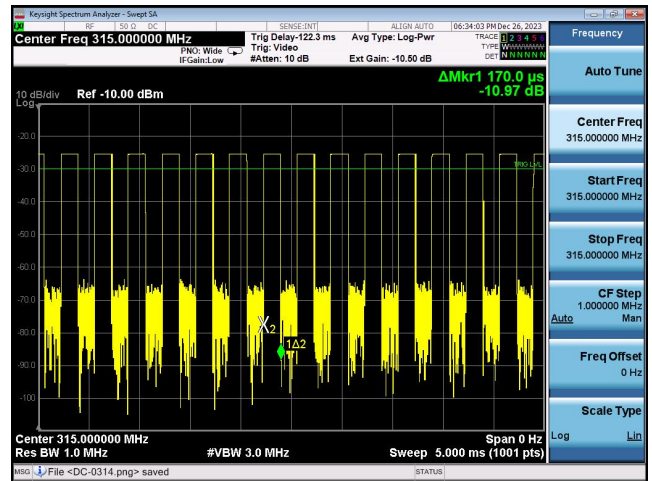 Keysight Spectrum Analyzer - Swept SA
LXI RF 50 Ω DC SENSE:INT ALIGN AUTO 06:34:03 PM Dec 26, 2023
Center Freq 315.000000 MHz
PNO: Wide
IFGain:Low
Trig Delay-122.3 ms
Trig: Video
#Atten: 10 dB
Avg Type: Log-Pwr
Ext Gain: -10.50 dB
TRACE 1 2 3 4 5 6
TYPE WWWWWW
DET N N N N N N
ΔMkr1 170.0 µs
-10.97 dB
10 dB/div Ref -10.00 dBm
Log
-20.0
-30.0
-40.0
-50.0
-60.0
-70.0
-80.0
-90.0
-100
TRIG LVL
X2
1Δ2
Center 315.000000 MHz Span 0 Hz
Res BW 1.0 MHz #VBW 3.0 MHz Sweep 5.000 ms (1001 pts)
MSG File <DC-0314.png> saved STATUS
Frequency
Auto Tune
Center Freq
315.000000 MHz
Start Freq
315.000000 MHz
Stop Freq
315.000000 MHz
CF Step
1.000000 MHz
Auto Man
Freq Offset
0 Hz
Scale Type
Log Lin